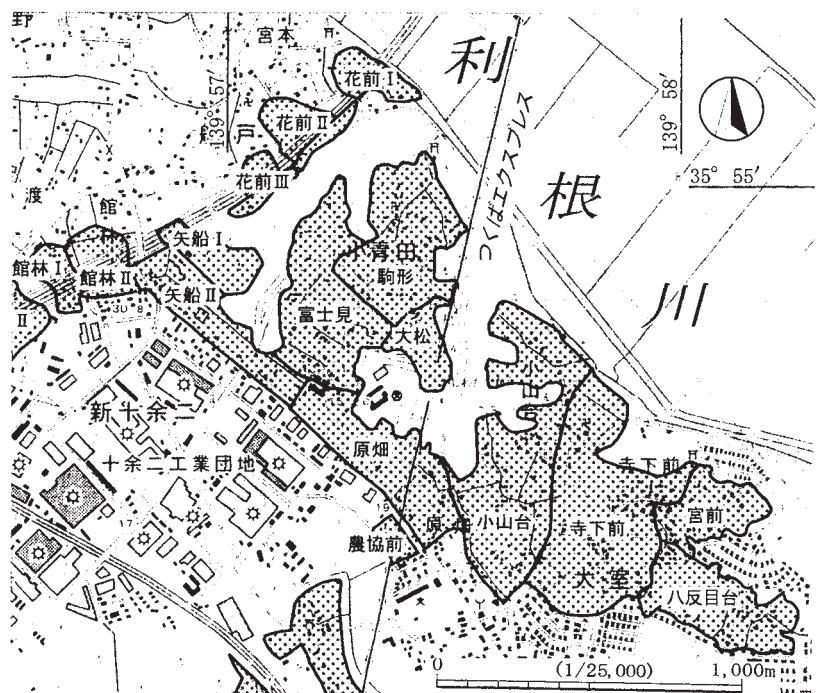 野
宮本
利
139° 57′
139° 58′
花前Ⅰ
花前Ⅱ
戸
つくばエクスプレス
35° 55′
花前Ⅲ
根
渡
館
林
矢船Ⅰ
小青田
駒形
館林Ⅰ
館林Ⅱ
矢船Ⅱ
Ⅱ
30.8
富士見
大松
川
小山台
新十余二
原畑
十余二工業団地
寺下前
19
宮前
17
原
小山台
寺下前
農協前
大室
八反目台
0
(1/25,000)
1,000m